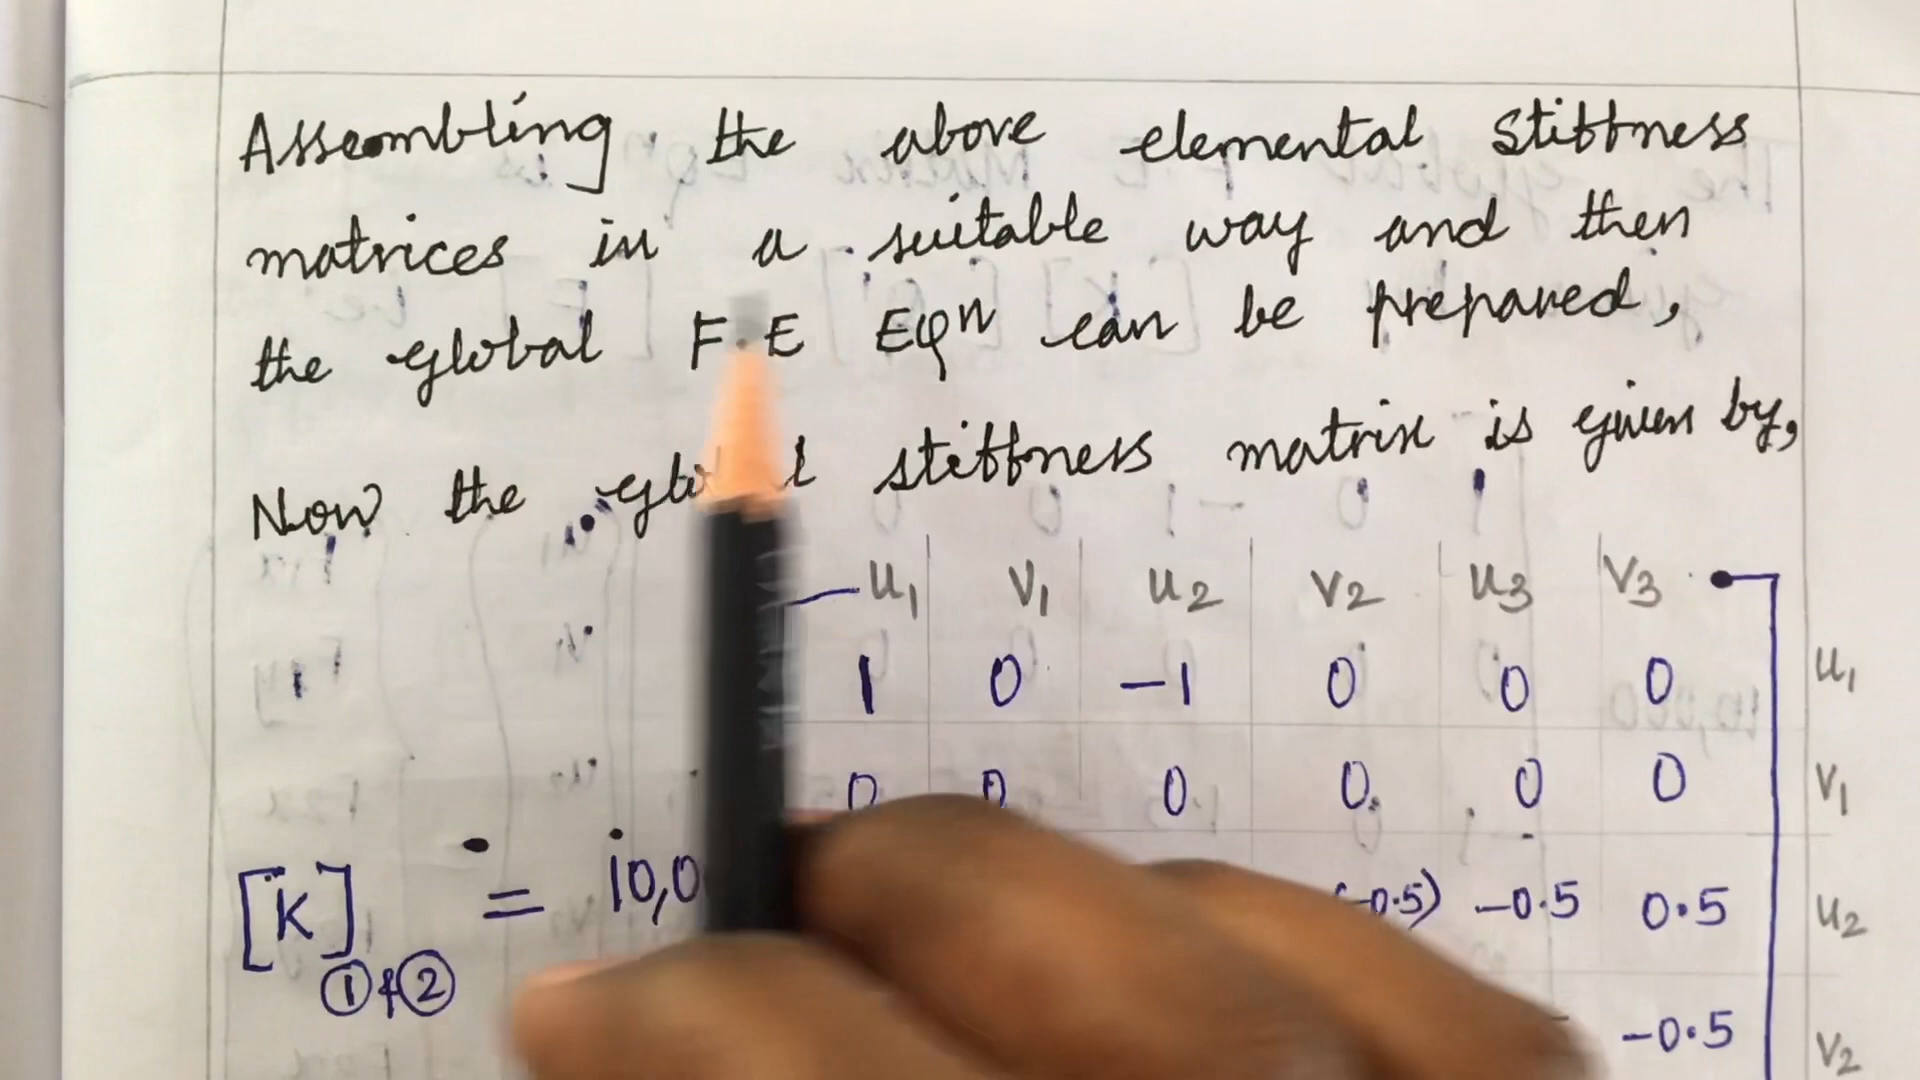 Assembling the above elemental stiffness
matrices in a suitable way and then
the global F.E Eqn can be prepared,
Now the stiffness matrix is given by,
u1 v1 u2 v2 u3 v3
1 0 -1 0 0 0 u1
0 0 0 0 0 0 v1
[K] = -0.5) -0.5 0.5 u2
①&②
-0.5 v2